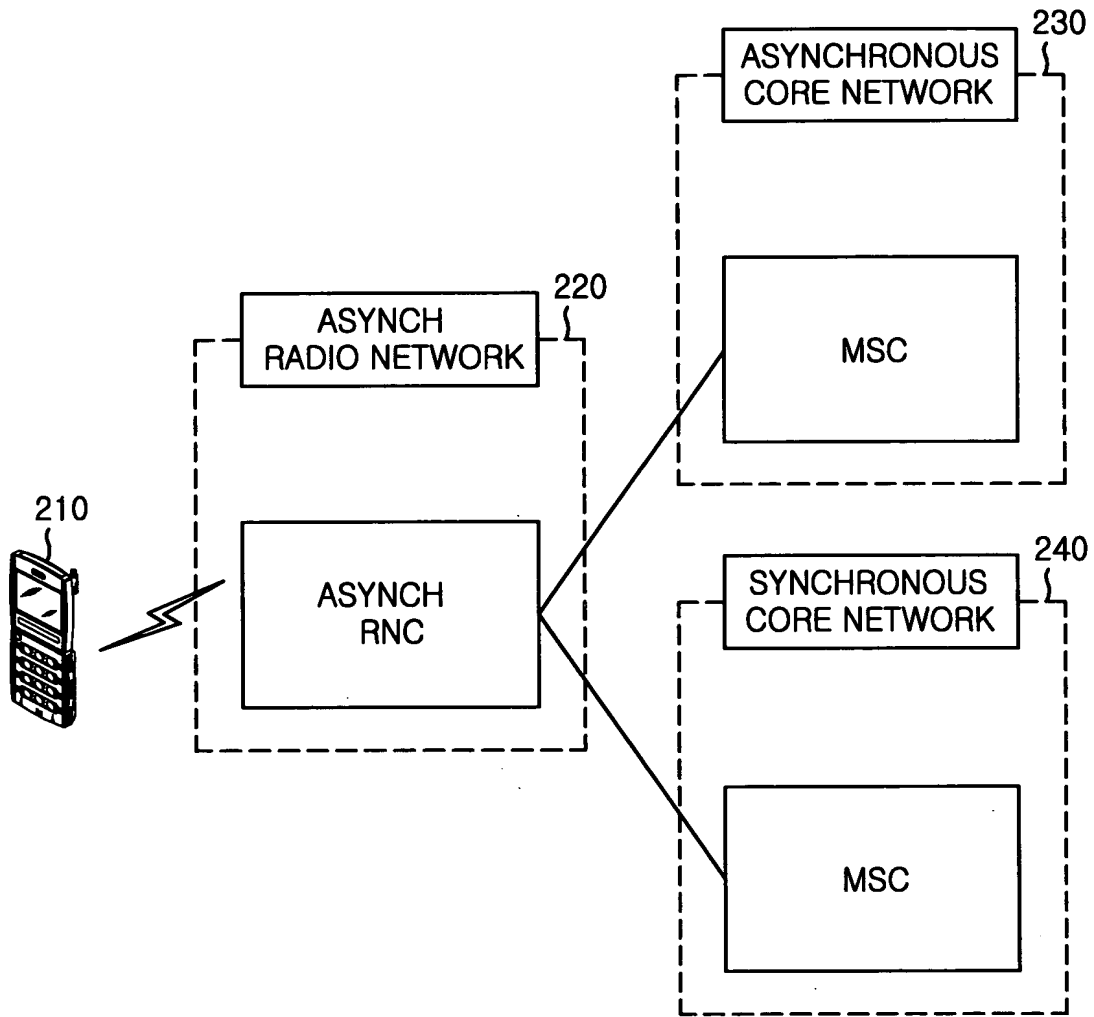 230
ASYNCHRONOUS
CORE NETWORK
MSC
220
ASYNCH
RADIO NETWORK
ASYNCH
RNC
210
240
SYNCHRONOUS
CORE NETWORK
MSC